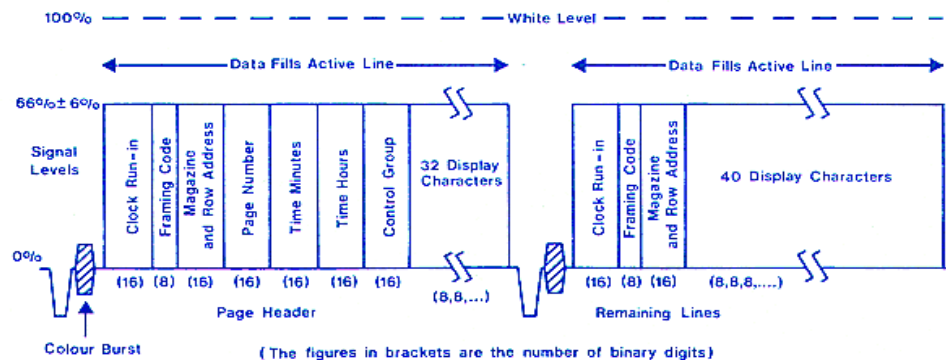 100%
White Level
Data Fills Active Line
Data Fills Active Line
66%±6%
Signal
Levels
Clock Run-in
Framing Code
Magazine
and Row Address
Page Number
Time Minutes
Time Hours
Control Group
32 Display
Characters
Clock Run-in
Framing Code
Magazine
and Row Address
40 Display Characters
0%
(16) (8) (16) (16) (16) (16) (16)
(8,8,...)
(16) (8) (16)
(8,8,8,....)
Page Header
Remaining Lines
Colour Burst
(The figures in brackets are the number of binary digits)